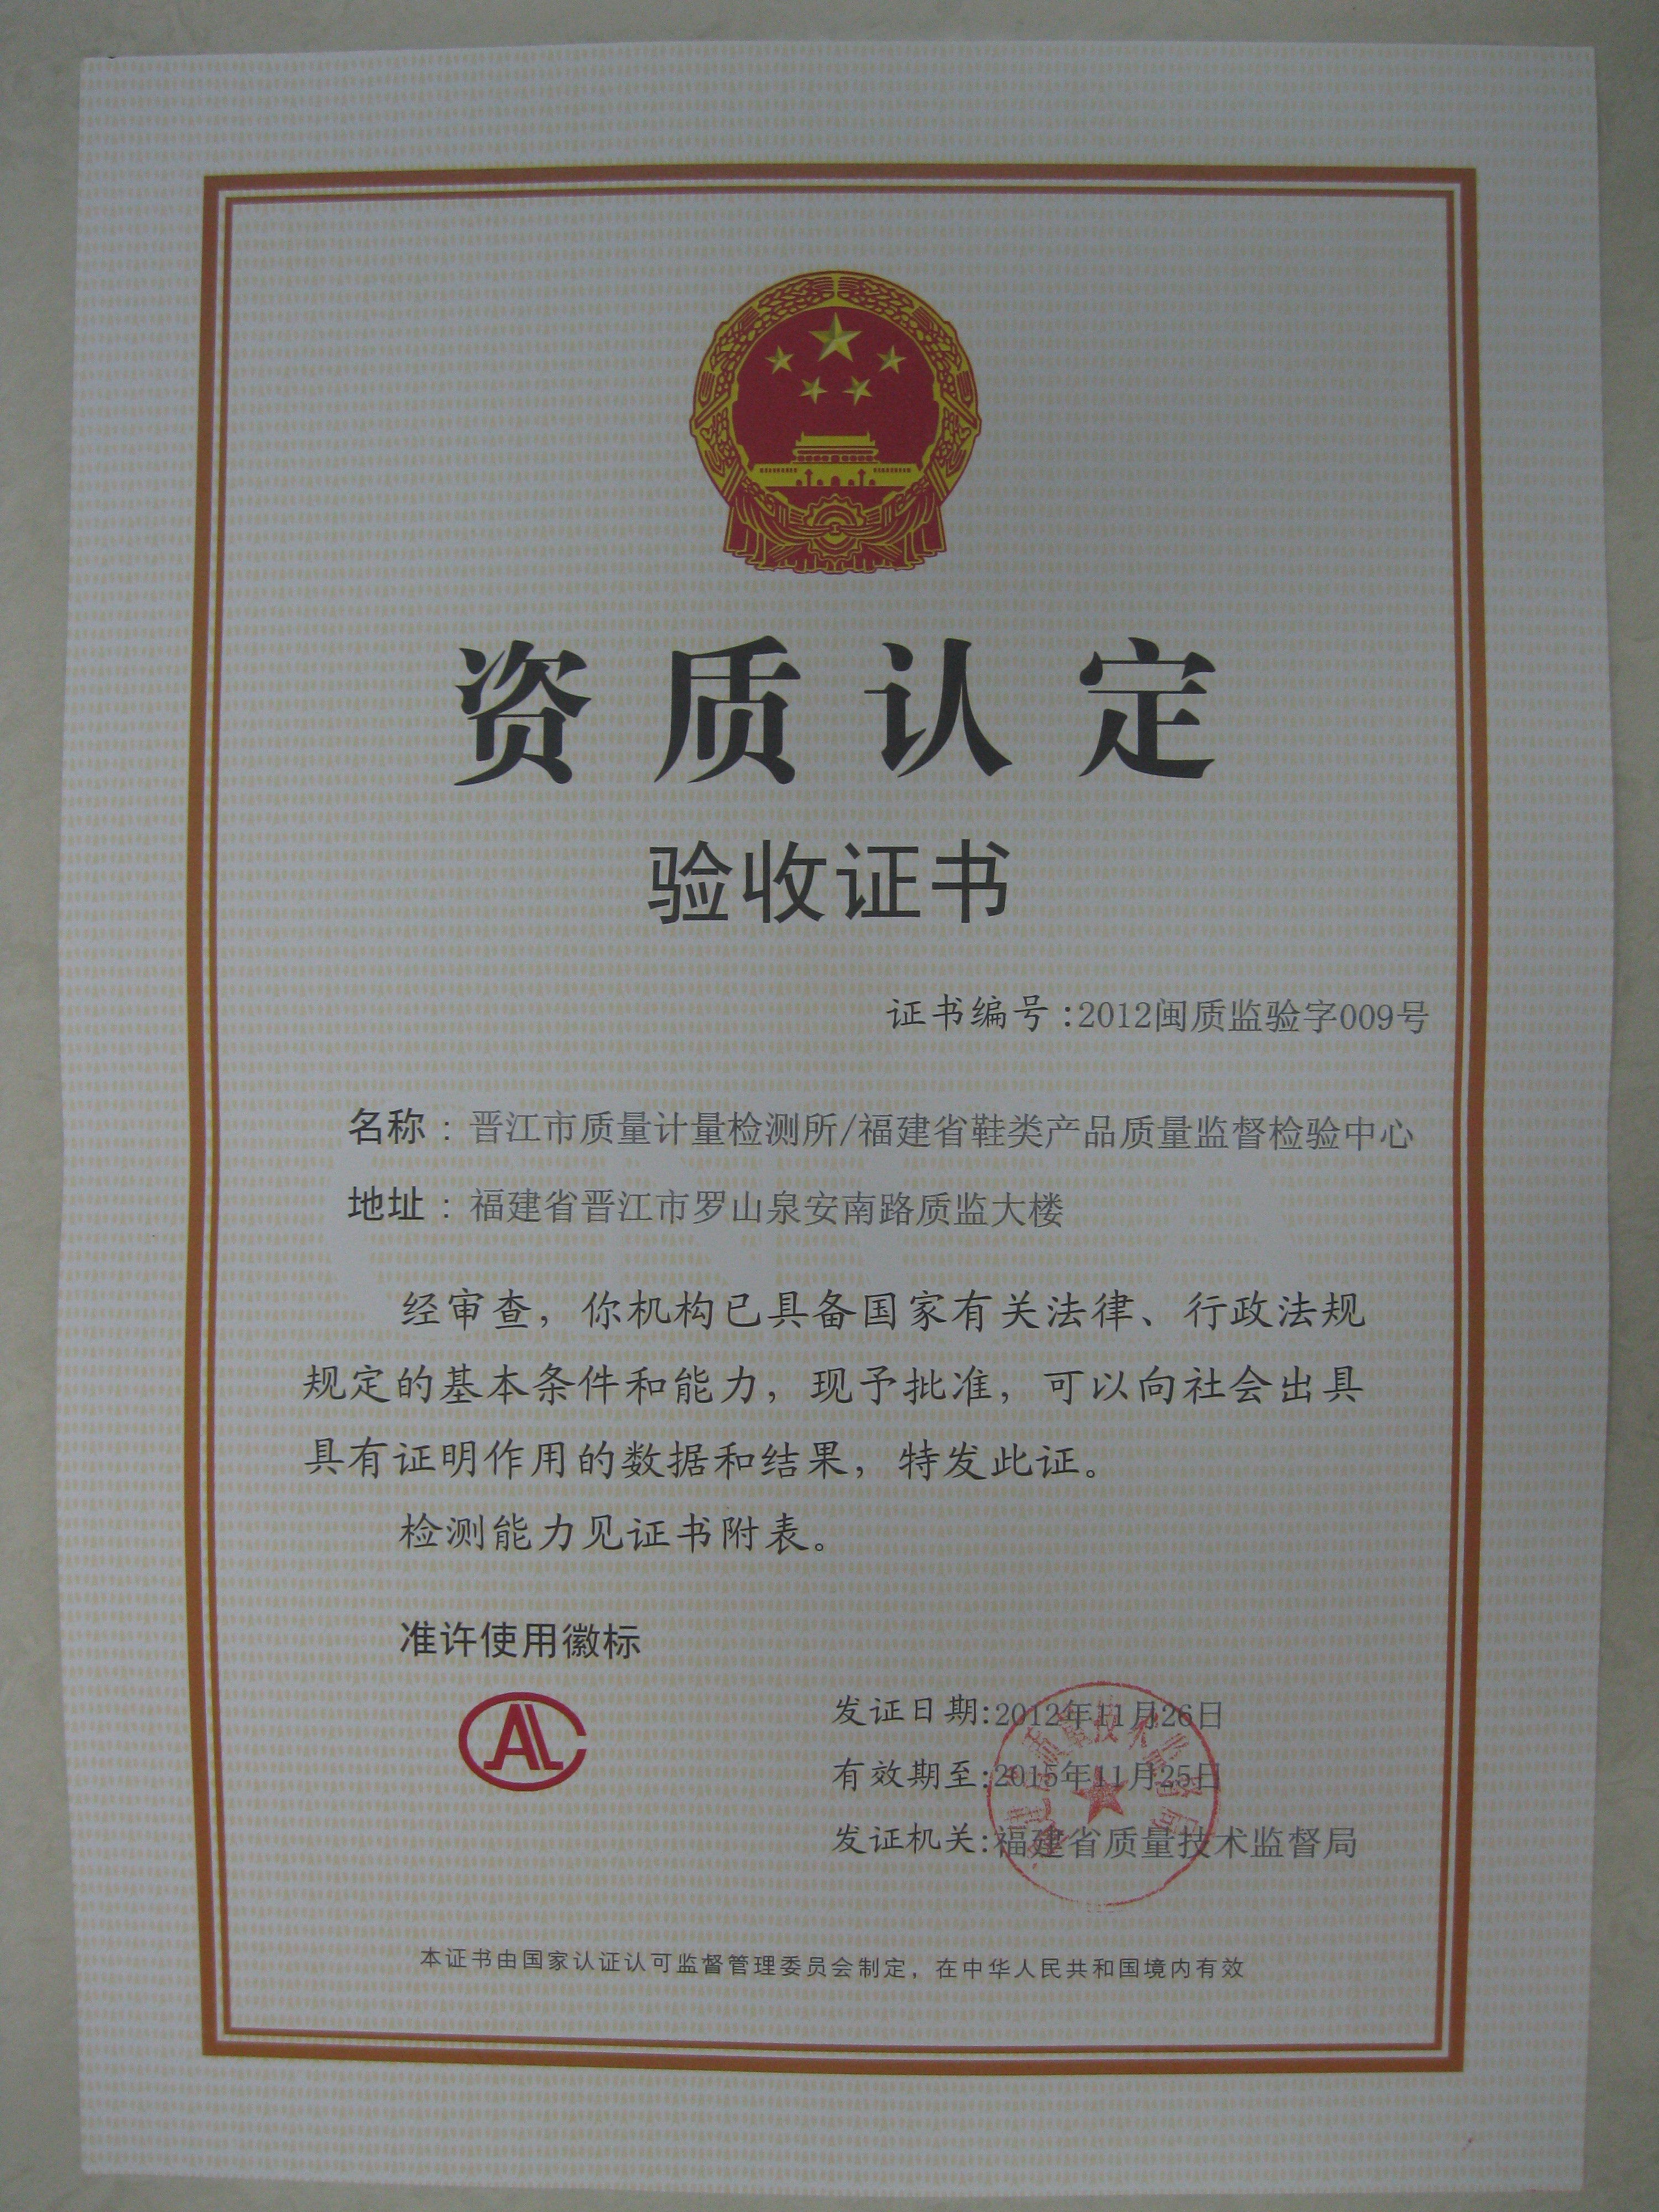 资质认定
验收证书
证书编号:2012闽质监验字009号
名称：晋江市质量计量检测所/福建省鞋类产品质量监督检验中心
地址：福建省晋江市罗山泉安南路质监大楼
经审查，你机构已具备国家有关法律、行政法规
规定的基本条件和能力，现予批准，可以向社会出具
具有证明作用的数据和结果，特发此证。
检测能力见证书附表。
准许使用徽标
CAL
发证日期:2012年11月26日
有效期至:2015年11月25日
发证机关:福建省质量技术监督局
福建省质量技术监督局
本证书由国家认证认可监督管理委员会制定，在中华人民共和国境内有效